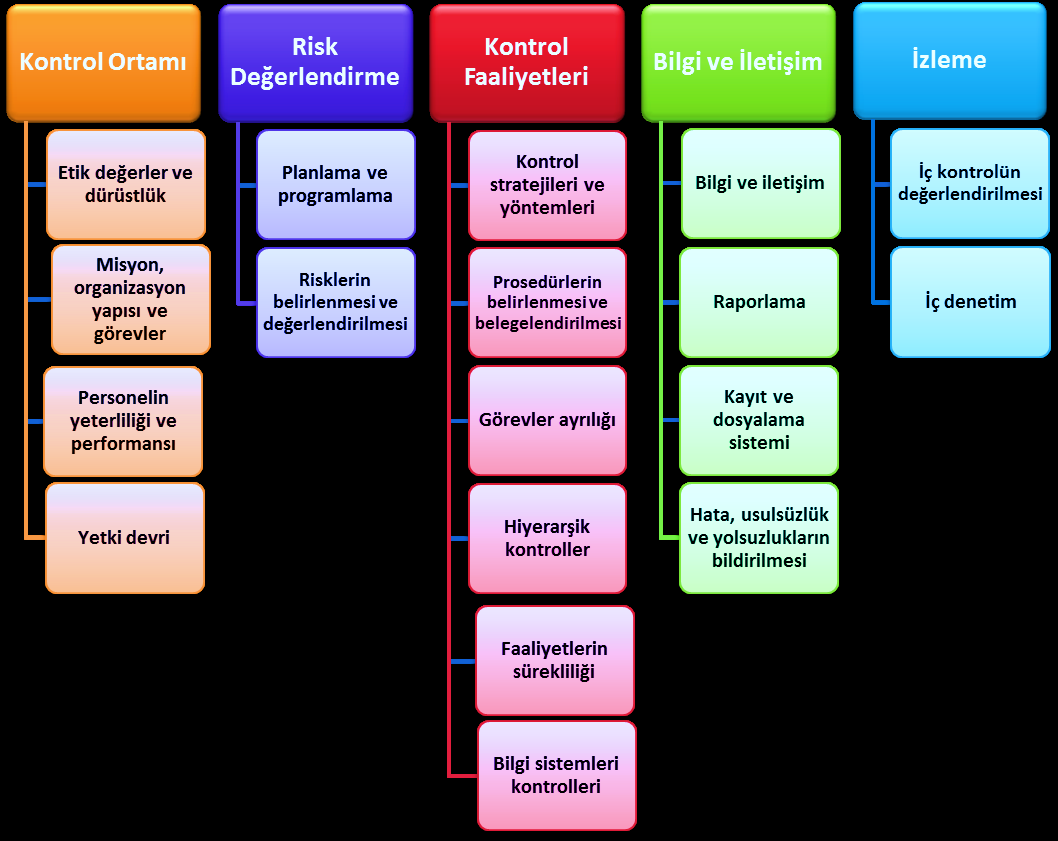 Kontrol Ortamı
Etik değerler ve
dürüstlük
Misyon,
organizasyon
yapısı ve
görevler
Personelin
yeterliliği ve
performansı
Yetki devri
Risk
Değerlendirme
Planlama ve
programlama
Risklerin
belirlenmesi ve
değerlendirilmesi
Kontrol
Faaliyetleri
Kontrol
stratejileri ve
yöntemleri
Prosedürlerin
belirlenmesi ve
belegelendirilmesi
Görevler ayrılığı
Hiyerarşik
kontroller
Faaliyetlerin
sürekliliği
Bilgi sistemleri
kontrolleri
Bilgi ve İletişim
Bilgi ve iletişim
Raporlama
Kayıt ve
dosyalama
sistemi
Hata, usulsüzlük
ve yolsuzlukların
bildirilmesi
İzleme
İç kontrolün
değerlendirilmesi
İç denetim